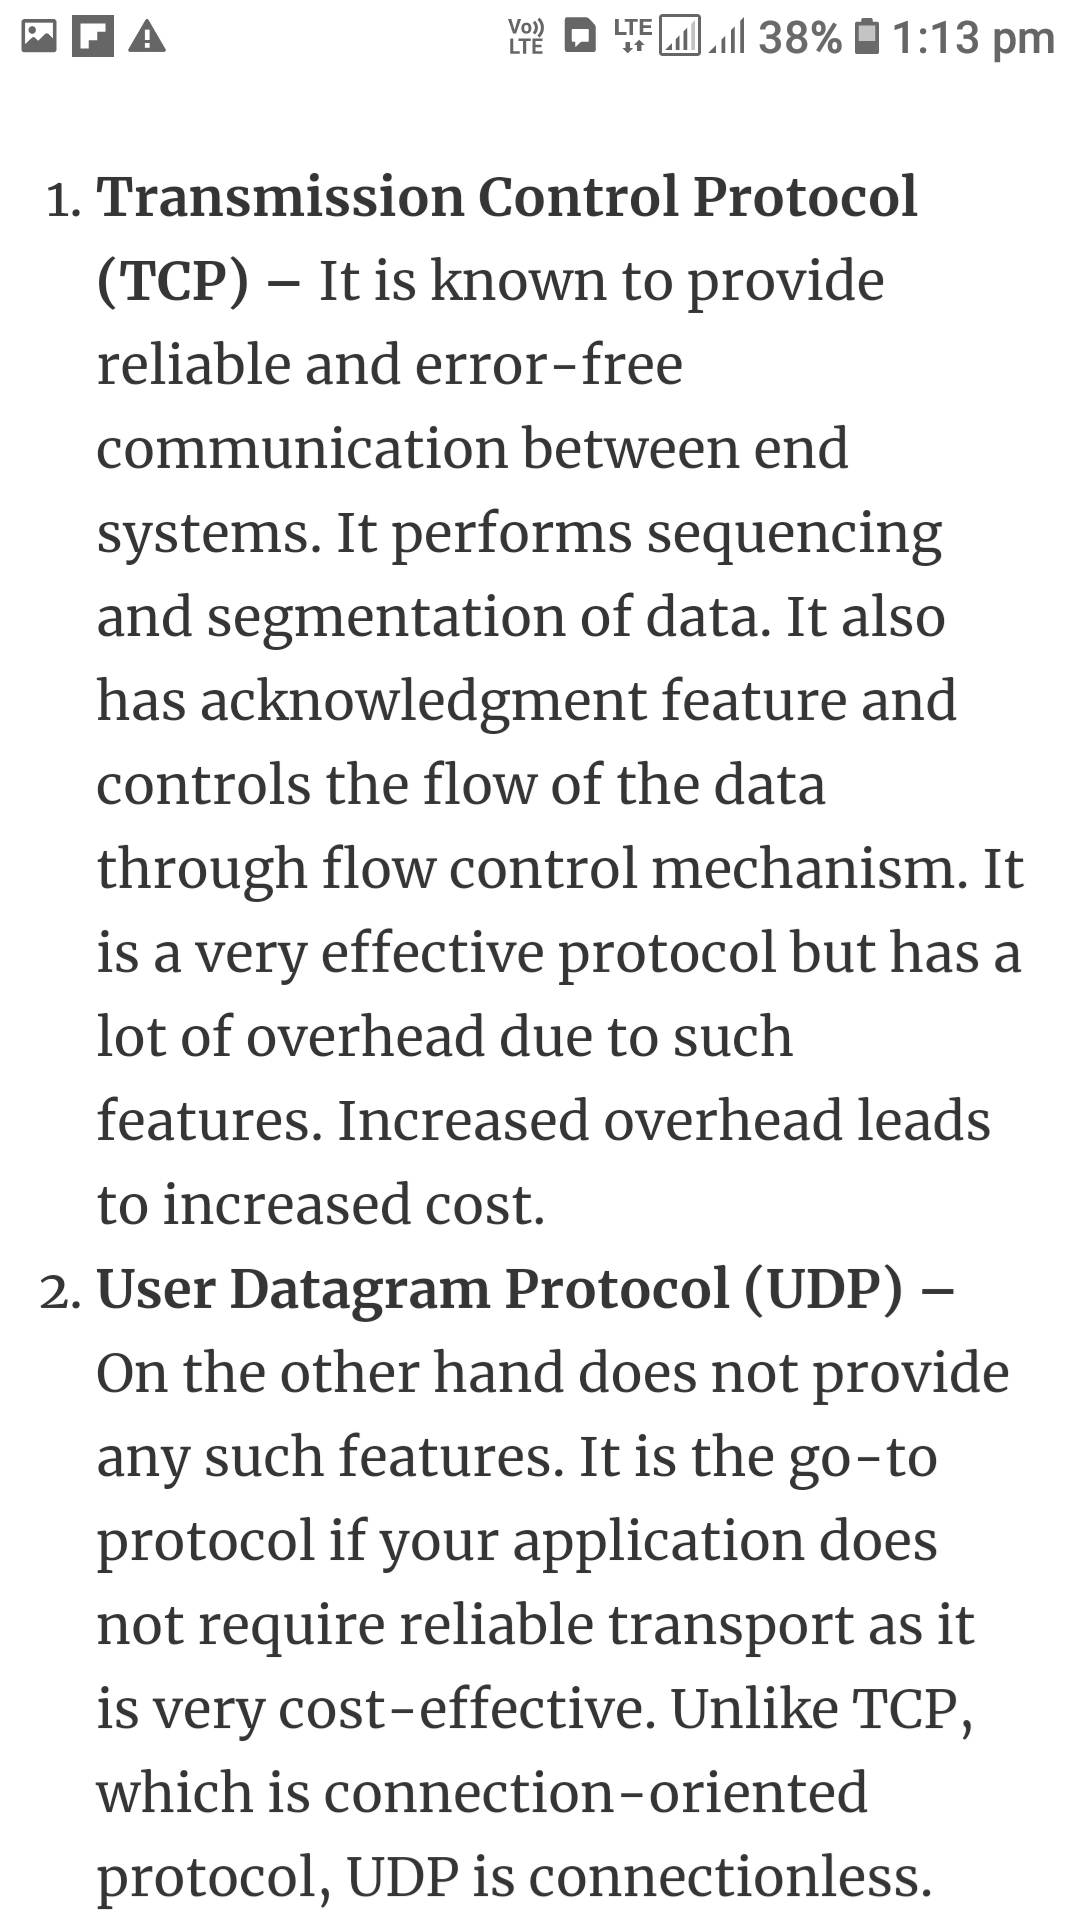 Vo)) LTE LTE 38% 1:13 pm
1. Transmission Control Protocol
(TCP) – It is known to provide
reliable and error-free
communication between end
systems. It performs sequencing
and segmentation of data. It also
has acknowledgment feature and
controls the flow of the data
through flow control mechanism. It
is a very effective protocol but has a
lot of overhead due to such
features. Increased overhead leads
to increased cost.
2. User Datagram Protocol (UDP) –
On the other hand does not provide
any such features. It is the go-to
protocol if your application does
not require reliable transport as it
is very cost-effective. Unlike TCP,
which is connection-oriented
protocol, UDP is connectionless.